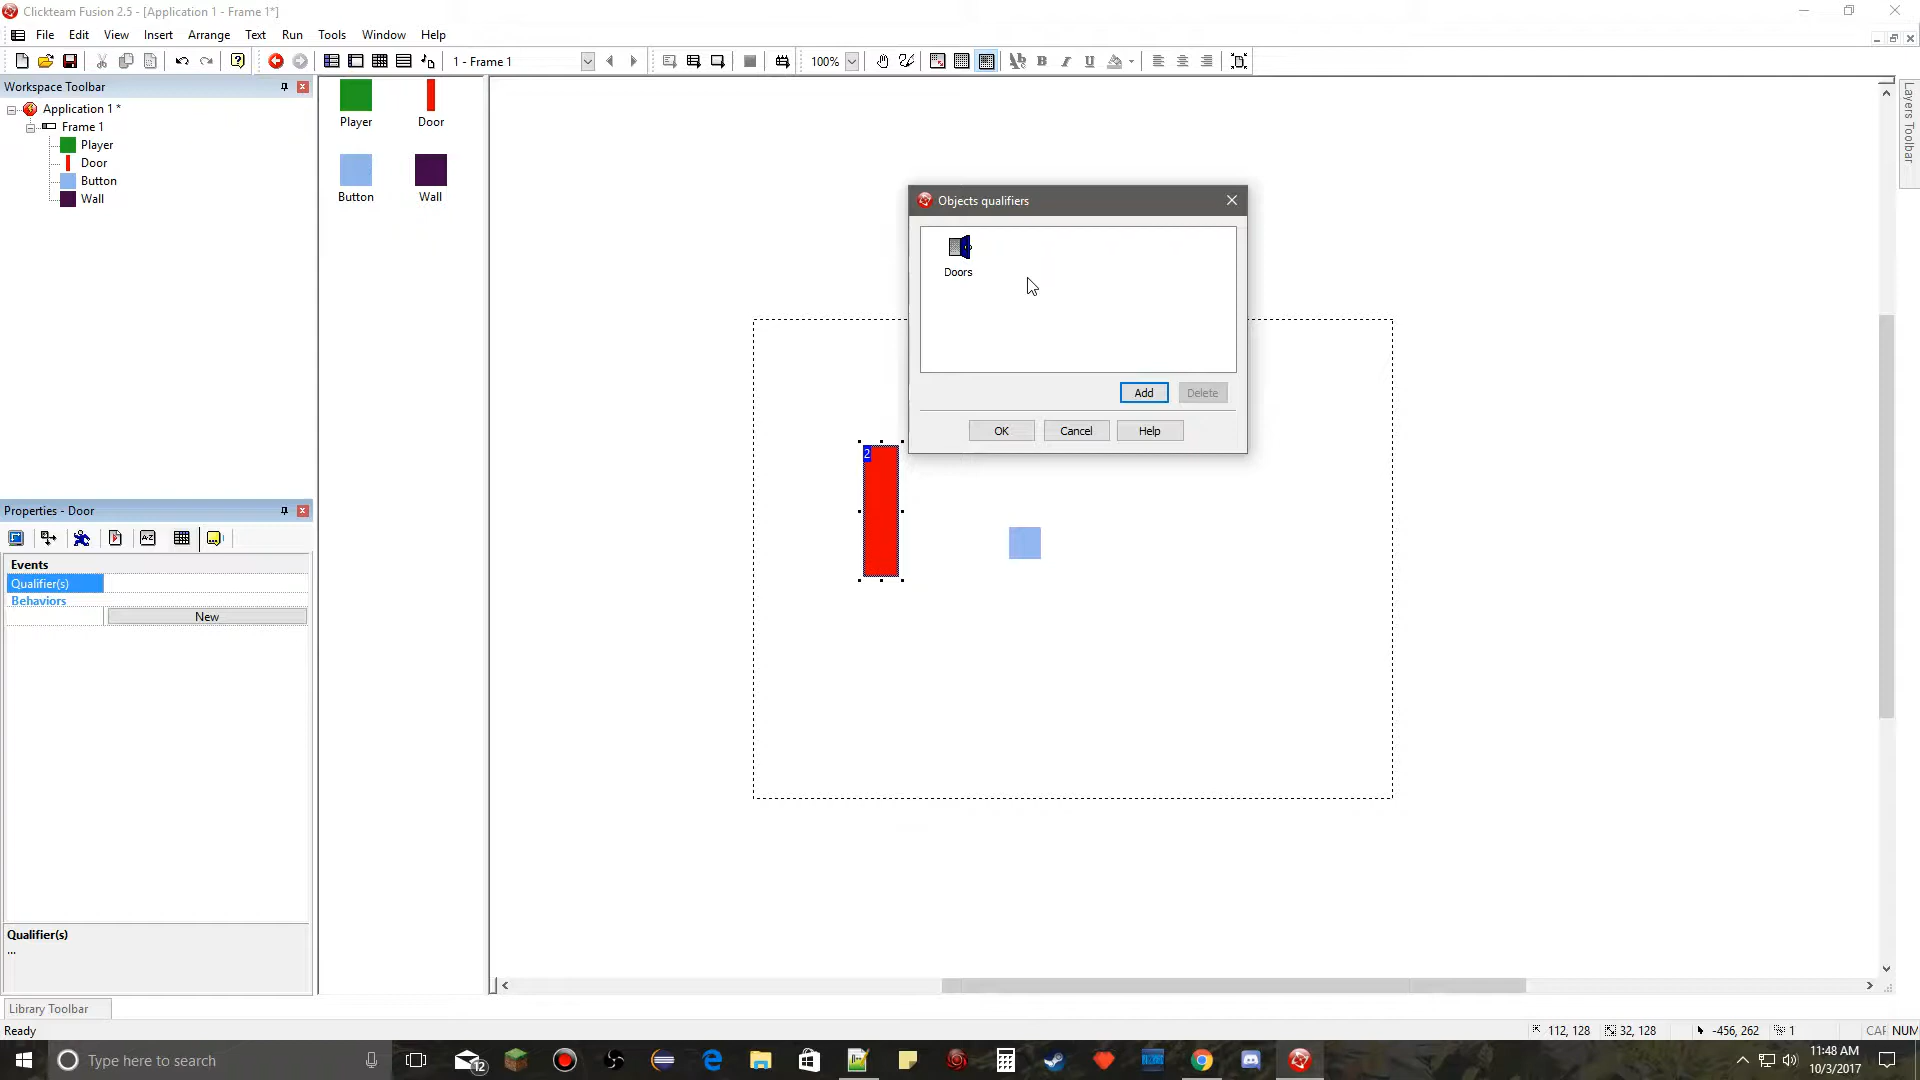 Clickteam Fusion 2.5 - [Application 1 - Frame 1*]
File Edit View Insert Arrange Text Run Tools Window Help
1 - Frame 1
100%
B I U
Workspace Toolbar
Application 1 *
Frame 1
Player
Door
Button
Wall
Player Door
Button Wall
Layers Toolbar
Objects qualifiers
Doors
Add Delete
OK Cancel Help
2
Properties - Door
Events
Qualifier(s)
Behaviors
New
Qualifier(s)
...
Library Toolbar
Ready
112, 128 32, 128 -456, 262 1 CAP NUM
Type here to search
12
11:48 AM
10/3/2017